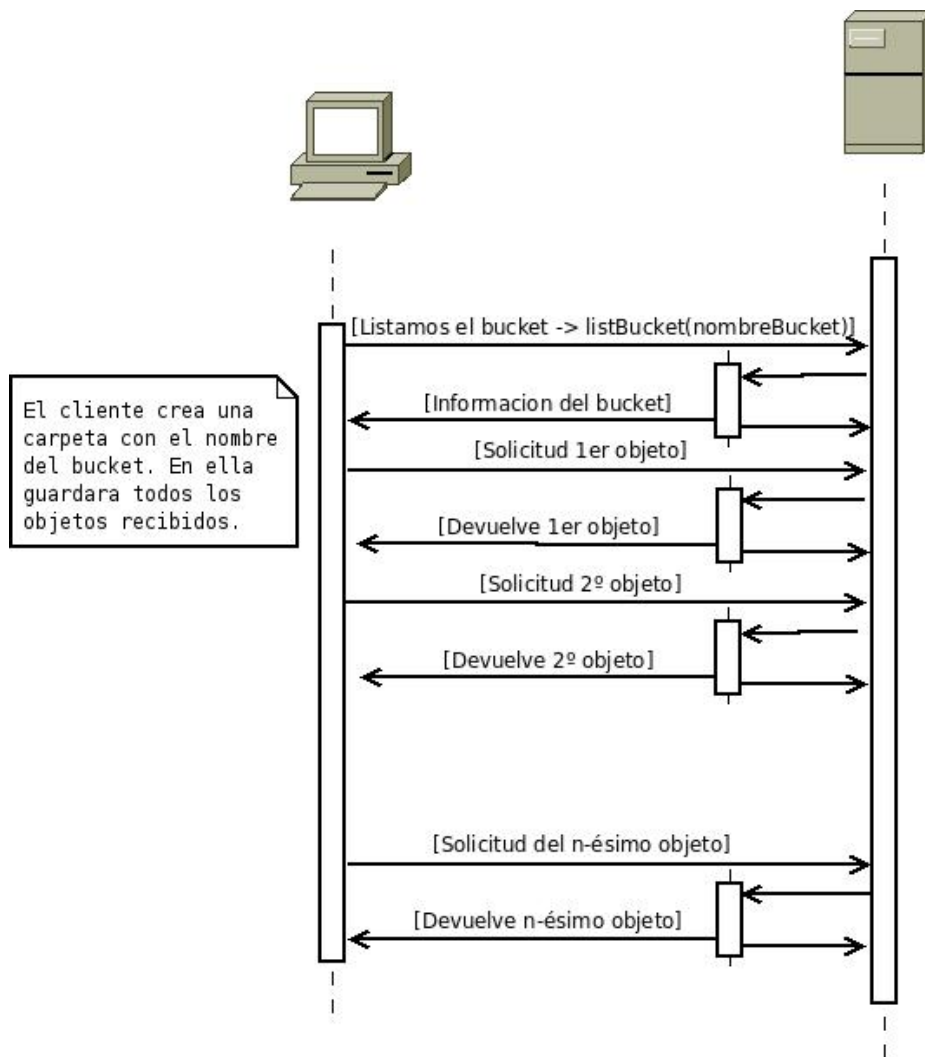 [Listamos el bucket -> listBucket(nombreBucket)]
El cliente crea una
carpeta con el nombre
del bucket. En ella
guardara todos los
objetos recibidos.
[Informacion del bucket]
[Solicitud 1er objeto]
[Devuelve 1er objeto]
[Solicitud 2º objeto]
[Devuelve 2º objeto]
[Solicitud del n-ésimo objeto]
[Devuelve n-ésimo objeto]